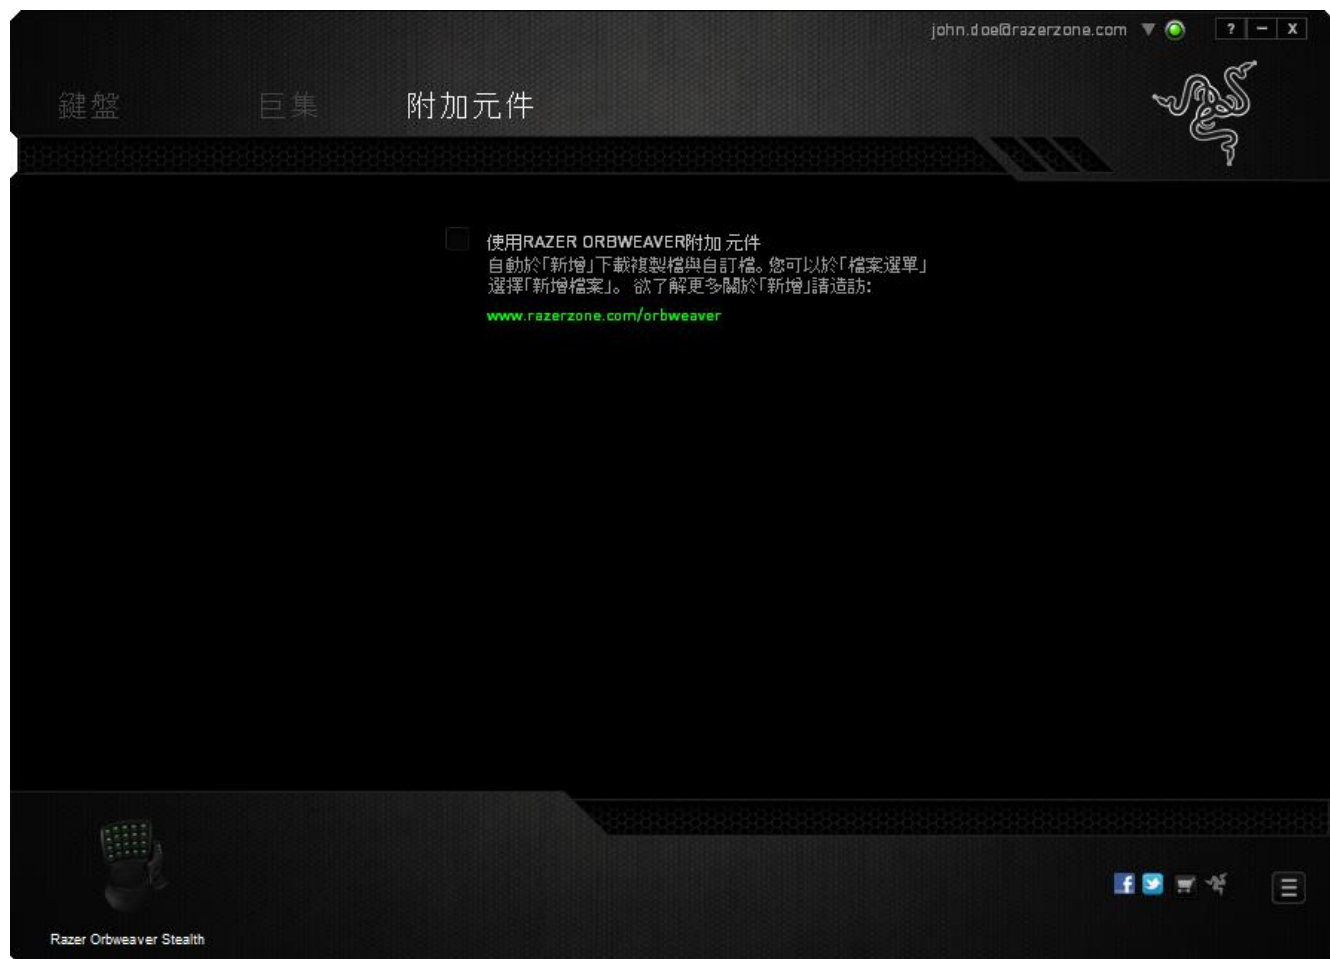 john.doe@razerzone.com
? – X
鍵盤 巨集 附加元件
使用RAZER ORBWEAVER附加元件
自動於「新增」下載複製檔與自訂檔。您可以於「檔案選單」
選擇「新增檔案」。 欲了解更多關於「新增」請造訪:
www.razerzone.com/orbweaver
Razer Orbweaver Stealth